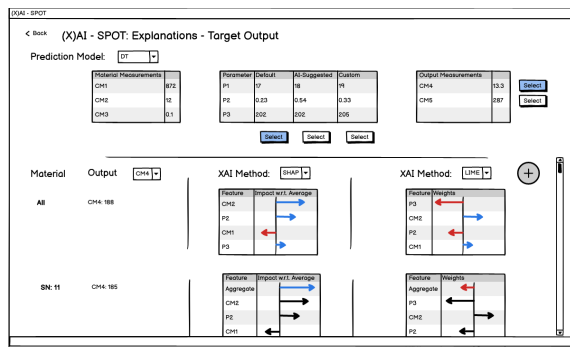 (X)AI - SPOT
< Back (X)AI - SPOT: Explanations - Target Output
Prediction Model: DT
Material Measurements
CM1 872
CM2 12
CM3 0.1
Parameter Default AI-Suggested Custom
P1 17 18 19
P2 0.23 0.54 0.33
P3 202 202 205
Output Measurements
CM4 13.3 Select
CM5 287 Select
Select Select Select
Material Output CM4 XAI Method: SHAP XAI Method: LIME +
All CM4: 188
Feature Impact w.r.t. Average
CM2
P2
CM1
P3
Feature Weights
P3
CM2
P2
CM1
SN: 11 CM4: 185
Feature Impact w.r.t. Average
Aggregate
CM2
P2
CM1
Feature Weights
Aggregate
P3
CM2
P2